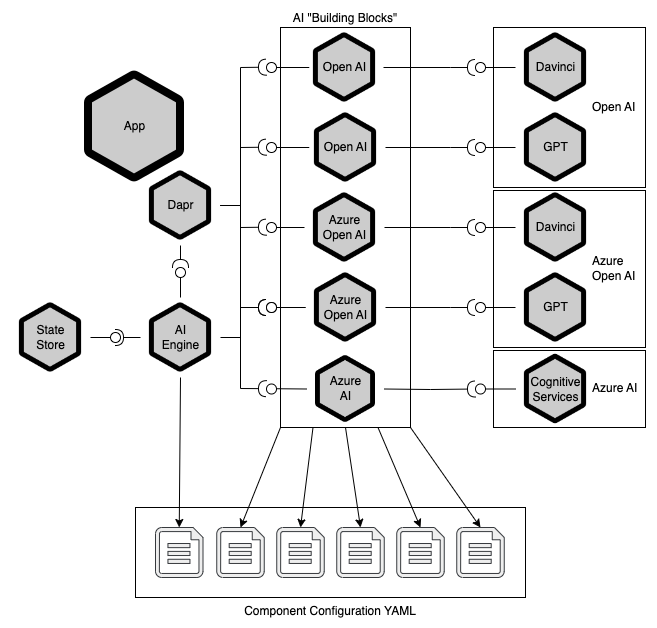 AI "Building Blocks"
Open AI
Davinci
Open AI
App
Open AI
GPT
Dapr
Azure
Open AI
Davinci
Azure
Open AI
State
Store
AI
Engine
Azure
Open AI
GPT
Azure
AI
Cognitive
Services
Azure AI
Component Configuration YAML